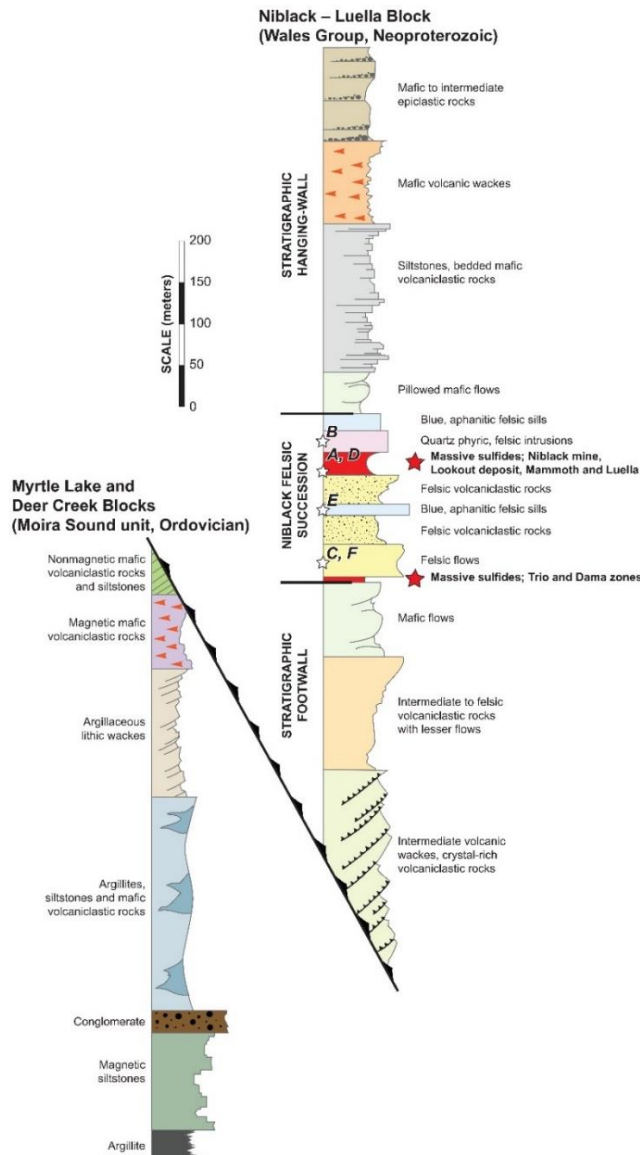 Niblack – Luella Block
(Wales Group, Neoproterozoic)
Mafic to intermediate
epiclastic rocks
Mafic volcanic wackes
STRATIGRAPHIC
HANGING-WALL
Siltstones, bedded mafic
volcaniclastic rocks
SCALE (meters)
200
150
100
50
0
Pillowed mafic flows
Blue, aphanitic felsic sills
B
Quartz phyric, felsic intrusions
A, D
Massive sulfides; Niblack mine,
Lookout deposit, Mammoth and Luella
NIBLACK FELSIC
SUCCESSION
Felsic volcaniclastic rocks
E
Blue, aphanitic felsic sills
Felsic volcaniclastic rocks
C, F
Felsic flows
Massive sulfides; Trio and Dama zones
Mafic flows
STRATIGRAPHIC
FOOTWALL
Intermediate to felsic
volcaniclastic rocks
with lesser flows
Intermediate volcanic
wackes, crystal-rich
volcaniclastic rocks
Myrtle Lake and
Deer Creek Blocks
(Moira Sound unit, Ordovician)
Nonmagnetic mafic
volcaniclastic rocks
and siltstones
Magnetic mafic
volcaniclastic rocks
Argillaceous
lithic wackes
Argillites,
siltstones and mafic
volcaniclastic rocks
Conglomerate
Magnetic
siltstones
Argillite